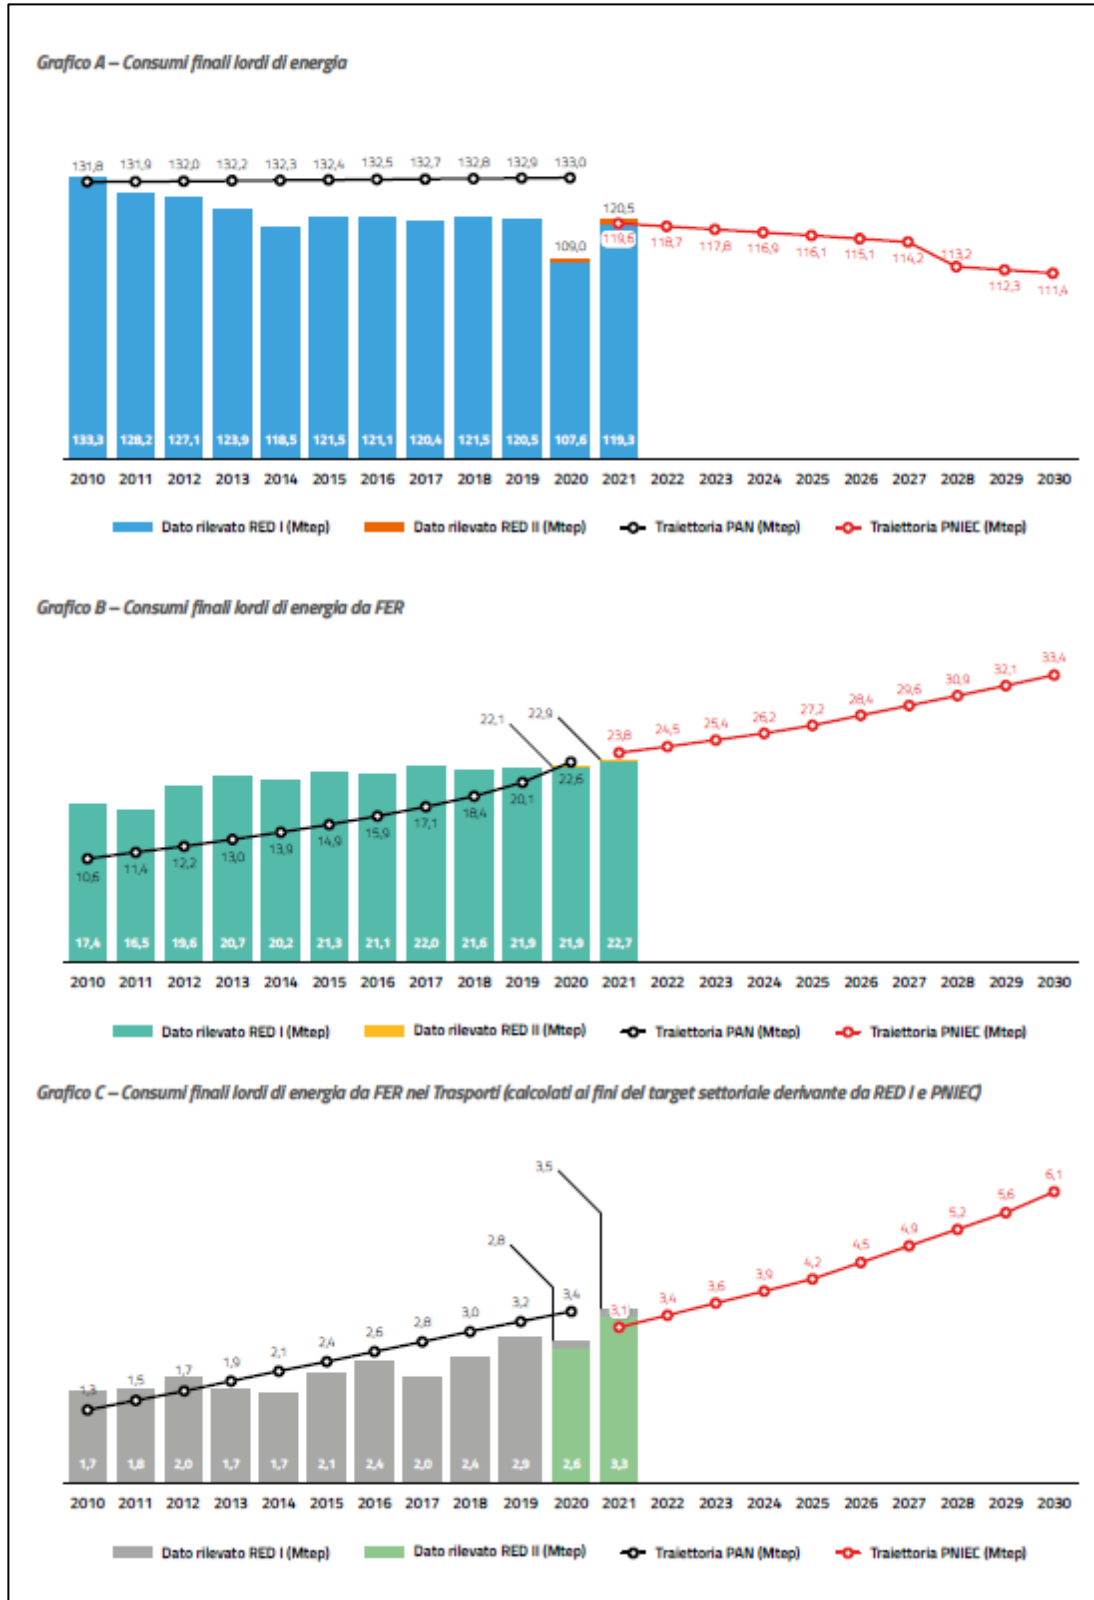 Grafico A – Consumi finali lordi di energia
131,8 131,9 132,0 132,2 132,3 132,4 132,5 132,7 132,8 132,9 133,0
120,5
109,0
119,6 118,7 117,8 116,9 116,1 115,1 114,2 113,2 112,3 111,4
133,3 128,2 127,1 123,9 118,5 121,5 121,1 120,4 121,5 120,5 107,6 119,3
2010 2011 2012 2013 2014 2015 2016 2017 2018 2019 2020 2021 2022 2023 2024 2025 2026 2027 2028 2029 2030
Dato rilevato RED I (Mtep) Dato rilevato RED II (Mtep) Traiettoria PAN (Mtep) Traiettoria PNIEC (Mtep)
Grafico B – Consumi finali lordi di energia da FER
22,1 22,9
23,8 24,5 25,4 26,2 27,2 28,4 29,6 30,9 32,1 33,4
10,6 11,4 12,2 13,0 13,9 14,9 15,9 17,1 18,4 20,1 22,6
17,4 16,5 19,6 20,7 20,2 21,3 21,1 22,0 21,6 21,9 21,9 22,7
2010 2011 2012 2013 2014 2015 2016 2017 2018 2019 2020 2021 2022 2023 2024 2025 2026 2027 2028 2029 2030
Dato rilevato RED I (Mtep) Dato rilevato RED II (Mtep) Traiettoria PAN (Mtep) Traiettoria PNIEC (Mtep)
Grafico C – Consumi finali lordi di energia da FER nei Trasporti (calcolati ai fini del target settoriale derivante da RED I e PNIEC)
3,5
2,8
1,3 1,5 1,7 1,9 2,1 2,4 2,6 2,8 3,0 3,2 3,4
3,1 3,4 3,6 3,9 4,2 4,5 4,9 5,2 5,6 6,1
1,7 1,8 2,0 1,7 1,7 2,1 2,4 2,0 2,4 2,9 2,6 3,3
2010 2011 2012 2013 2014 2015 2016 2017 2018 2019 2020 2021 2022 2023 2024 2025 2026 2027 2028 2029 2030
Dato rilevato RED I (Mtep) Dato rilevato RED II (Mtep) Traiettoria PAN (Mtep) Traiettoria PNIEC (Mtep)